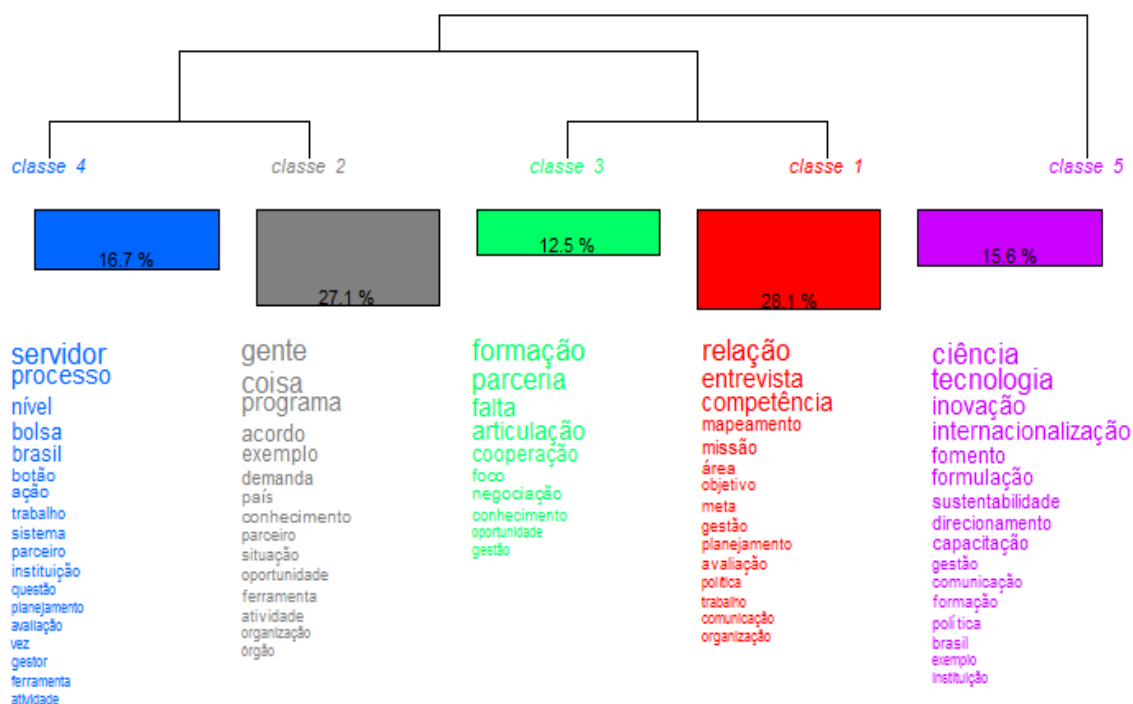 classe 4
classe 2
classe 3
classe 1
classe 5
16.7 %
27.1 %
12.5 %
28.1 %
15.6 %
servidor
processo
nível
bolsa
brasil
botão
ação
trabalho
sistema
parceiro
instituição
questão
planejamento
avaliação
vez
gestor
ferramenta
atividade
gente
coisa
programa
acordo
exemplo
demanda
país
conhecimento
parceiro
situação
oportunidade
ferramenta
atividade
organização
órgão
formação
parceria
falta
articulação
cooperação
foco
negociação
conhecimento
oportunidade
gestão
relação
entrevista
competência
mapeamento
missão
área
objetivo
meta
gestão
planejamento
avaliação
política
trabalho
comunicação
organização
ciência
tecnologia
inovação
internacionalização
fomento
formulação
sustentabilidade
direcionamento
capacitação
gestão
comunicação
formação
política
brasil
exemplo
instituição